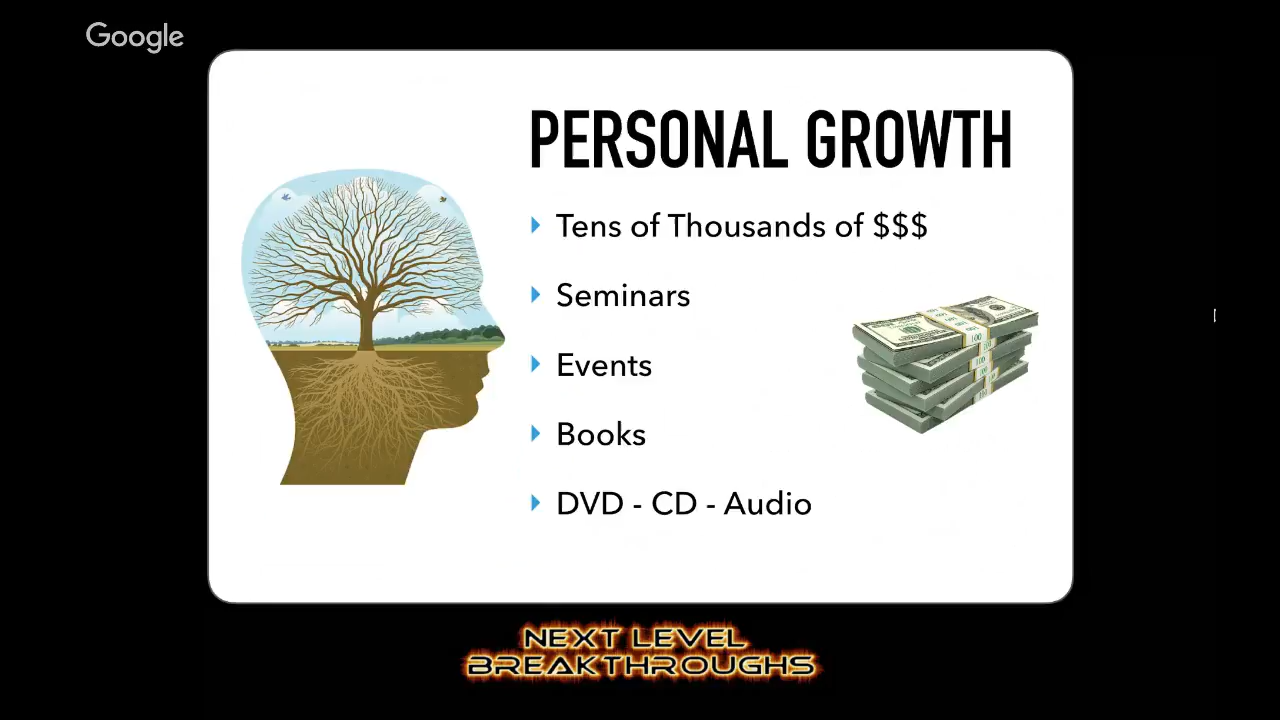 Google
PERSONAL GROWTH
Tens of Thousands of $$$
Seminars
Events
Books
DVD - CD - Audio
NEXT LEVEL
BREAKTHROUGHS